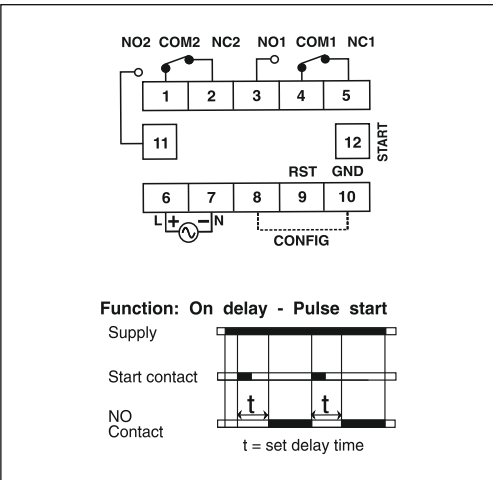 NO2 COM2 NC2 NO1 COM1 NC1
1 2 3 4 5
11 12 START
RST GND
6 7 8 9 10
L + − N
CONFIG
Function: On delay - Pulse start
Supply
Start contact
t t
NO
Contact
t = set delay time